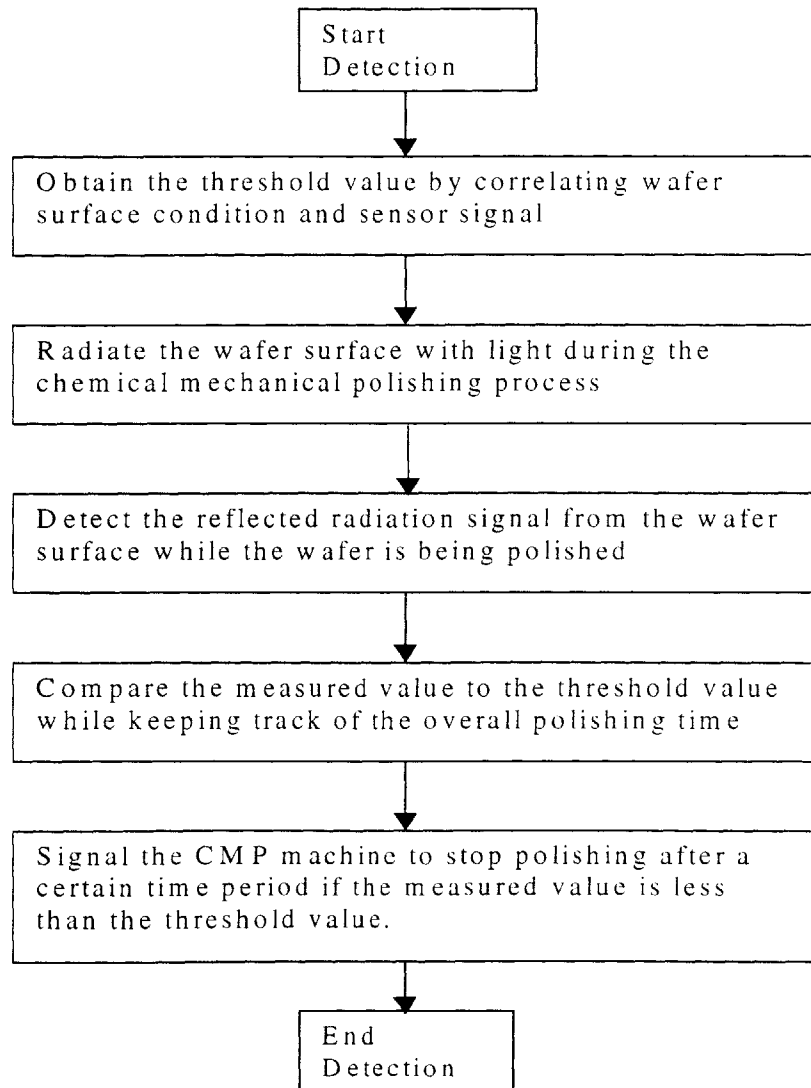 Start
Detection
Obtain the threshold value by correlating wafer
surface condition and sensor signal
Radiate the wafer surface with light during the
chemical mechanical polishing process
Detect the reflected radiation signal from the wafer
surface while the wafer is being polished
Compare the measured value to the threshold value
while keeping track of the overall polishing time
Signal the CMP machine to stop polishing after a
certain time period if the measured value is less
than the threshold value.
End
Detection